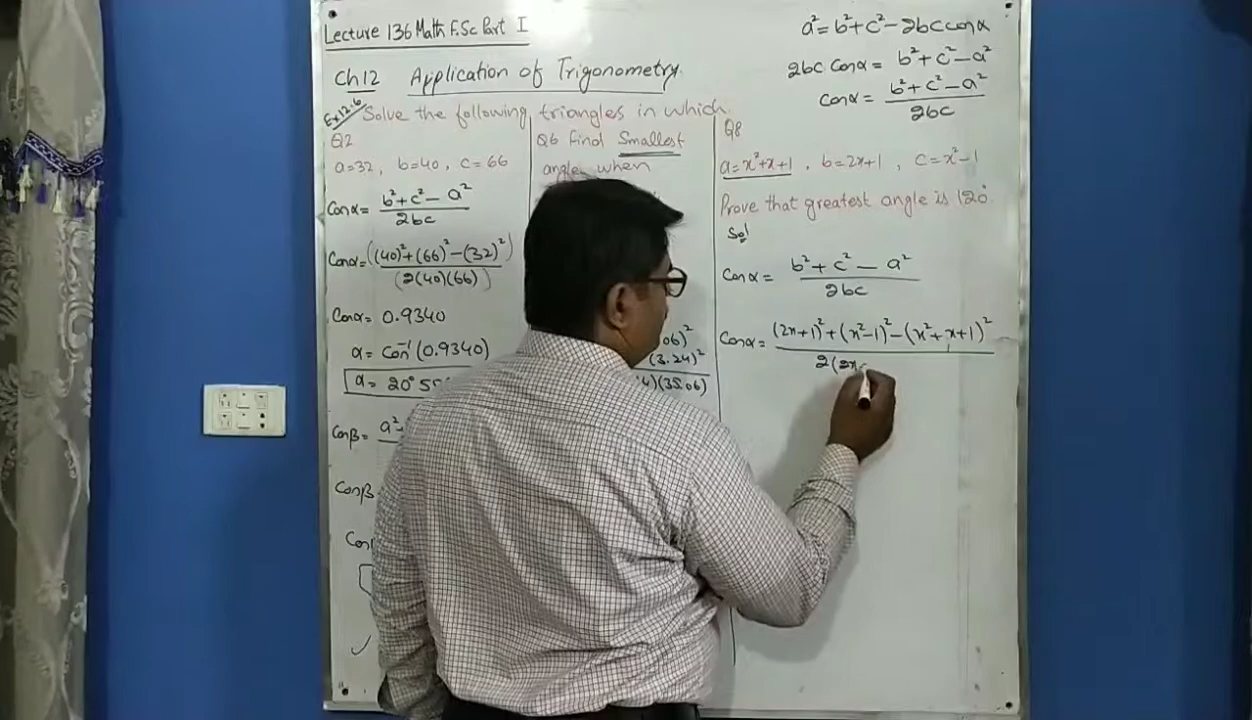 Lecture 136 Math F.Sc Part I
a²=b²+c²-2bc cosα
2bc cosα = b²+c²-a²
cosα = b²+c²-a² / 2bc
Ch12 Application of Trigonometry
Ex 12.6 Solve the following triangles in which
Q2
a=32, b=40, c=66
Cosα = b²+c²-a² / 2bc
Cosα = ((40)²+(66)²-(32)²) / (2(40)(66))
Cosα = 0.9340
α = Cos⁻¹(0.9340)
α = 20°
Cosβ = a²
Cosβ
Q6 find Smallest
angle, when
06)²
(3.24)²
4)(35.06)
Q8
a=x²+x+1, b=2x+1, c=x²-1
Prove that greatest angle is 120°
Sol
Cosα = b²+c²-a² / 2bc
Cosα = (2x+1)²+(x²-1)²-(x²+x+1)² / 2(2x